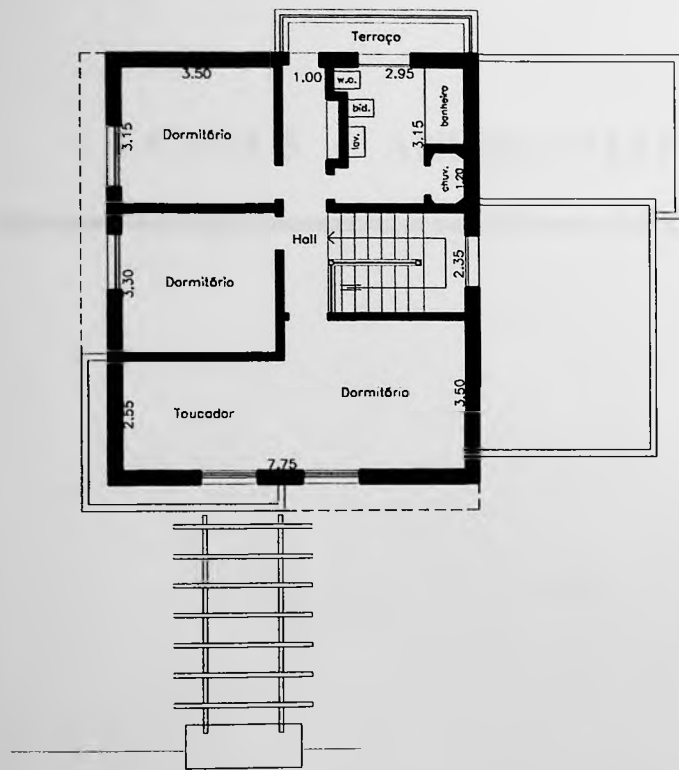 Terraço
3.50
1.00
w.c.
2.95
bid.
banheiro
Dormitório
3.15
lav.
3.15
chuv.
1.20
Hall
2.35
Dormitório
3.30
Dormitório
3.50
Toucador
2.55
7.75